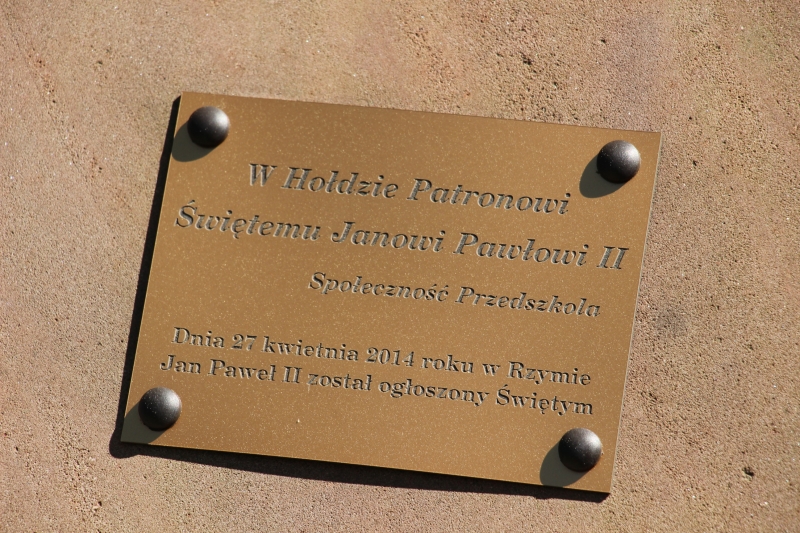 W Hołdzie Patronowi
Świętemu Janowi Pawłowi II
Społeczność Przedszkola
Dnia 27 kwietnia 2014 roku w Rzymie
Jan Paweł II został ogłoszony Świętym